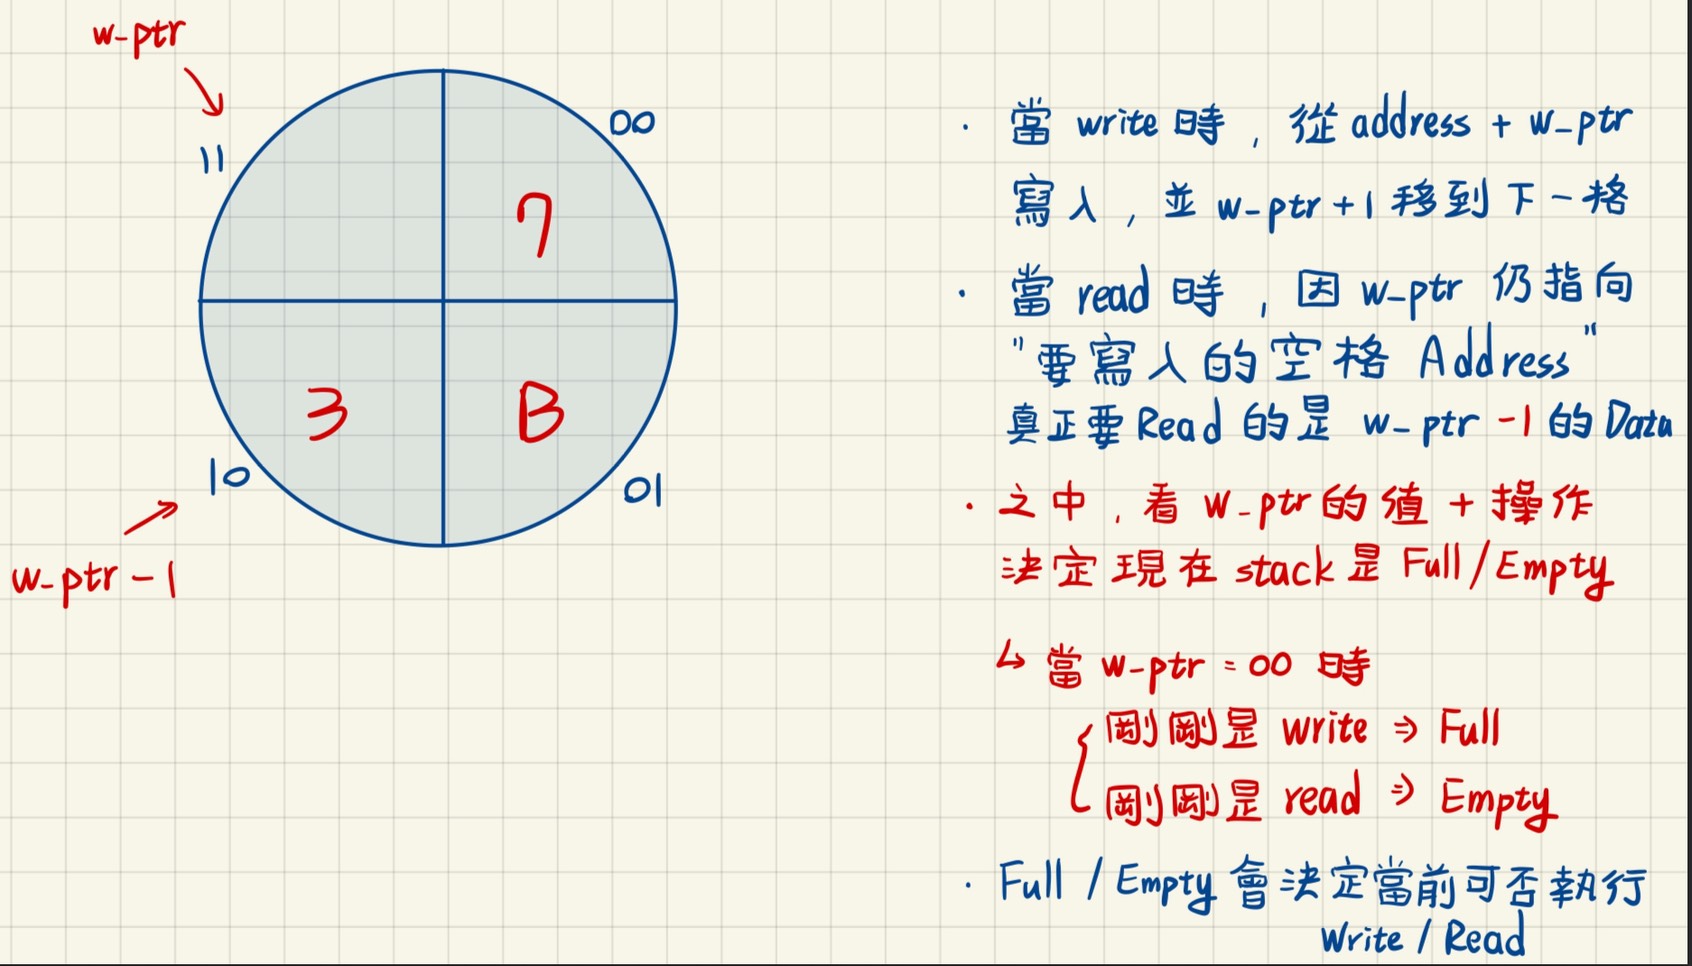 w-ptr
00
11
7
3
B
10
01
w-ptr-1
· 當 write 時 , 從 address + w-ptr
寫入 , 並 w-ptr+1 移到下一格
· 當 read 時 , 因 w-ptr 仍指向
"要寫入的空格 Address"
真正要 Read 的是 w-ptr -1 的 Data
· 之中 , 看 w-ptr 的值 + 操作
決定現在 stack 是 Full/Empty
↳ 當 w-ptr = 00 時
剛剛是 write ⇒ Full
剛剛是 read ⇒ Empty
· Full / Empty 會決定當前可否執行
Write / Read